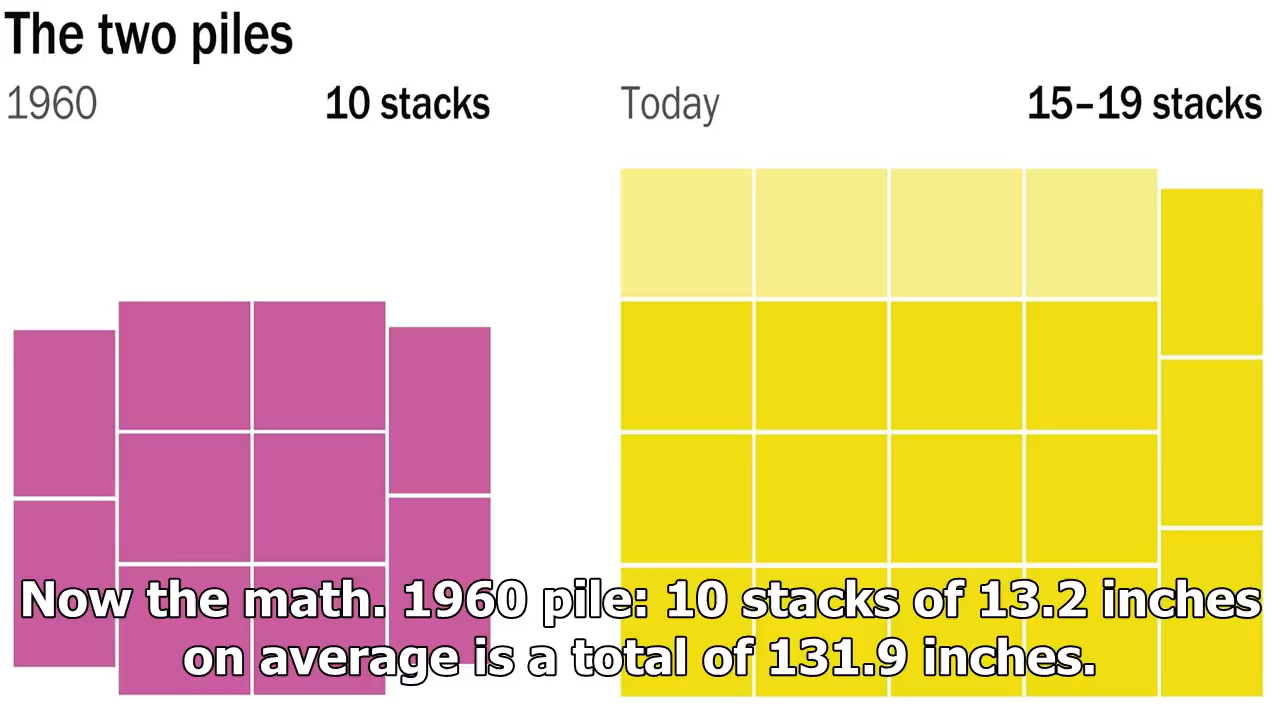 The two piles
1960 10 stacks Today 15–19 stacks
Now the math. 1960 pile: 10 stacks of 13.2 inches
on average is a total of 131.9 inches.